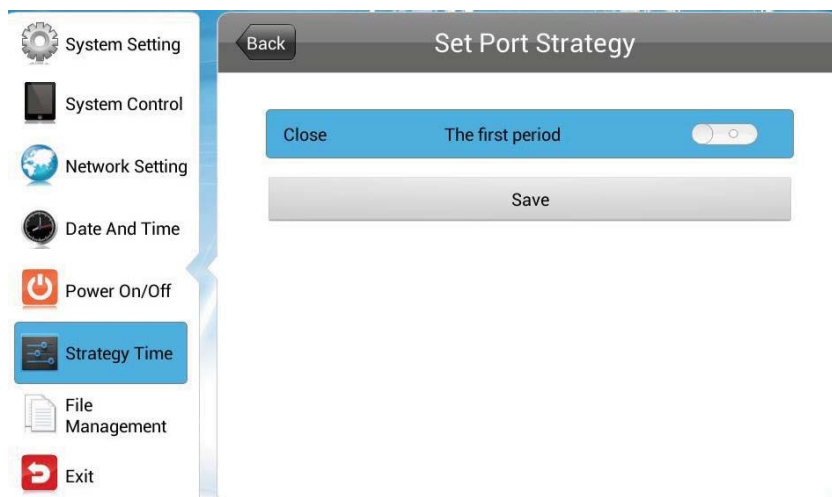 System Setting
System Control
Network Setting
Date And Time
Power On/Off
Strategy Time
File
Management
Exit
Back
Set Port Strategy
Close The first period
Save